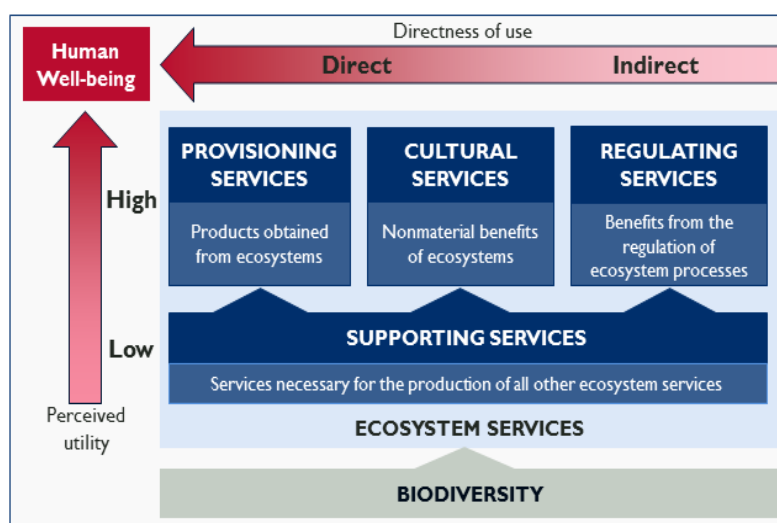 Human
Well-being
Directness of use
Direct
Indirect
High
Low
Perceived
utility
PROVISIONING
SERVICES
Products obtained
from ecosystems
CULTURAL
SERVICES
Nonmaterial benefits
of ecosystems
REGULATING
SERVICES
Benefits from the
regulation of
ecosystem processes
SUPPORTING SERVICES
Services necessary for the production of all other ecosystem services
ECOSYSTEM SERVICES
BIODIVERSITY